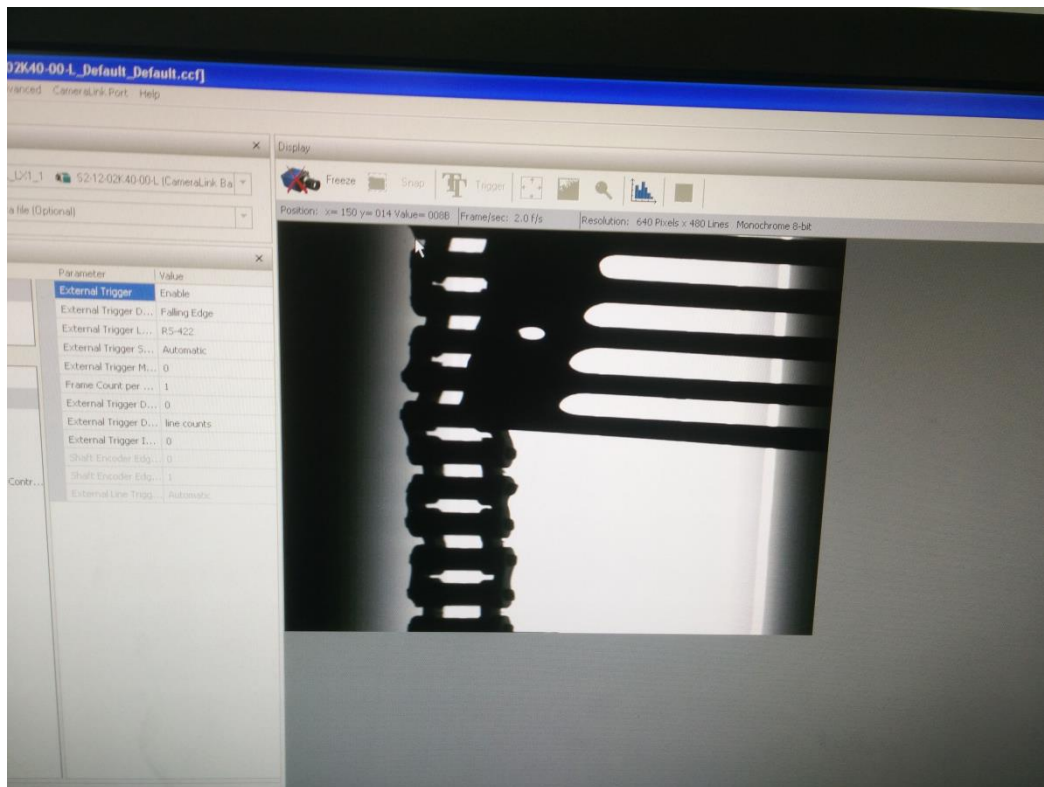 02K40-00-L_Default_Default.ccf]
vanced CameraLink Port Help
Display
_LX1_1 S2-12-02K40-00-L (CameraLink Ba
Freeze Snap Trigger
a file (Optional)
Position: x= 150 y= 014 Value= 008B Frame/sec: 2.0 f/s Resolution: 640 Pixels x 480 Lines Monochrome 8-bit
Parameter Value
External Trigger Enable
External Trigger D... Falling Edge
External Trigger L... RS-422
External Trigger S... Automatic
External Trigger M... 0
Frame Count per ... 1
External Trigger D... 0
External Trigger D... line counts
External Trigger I... 0
Shaft Encoder Edg... 0
Contr...
Shaft Encoder Edg... 1
External Line Trigg... Automatic